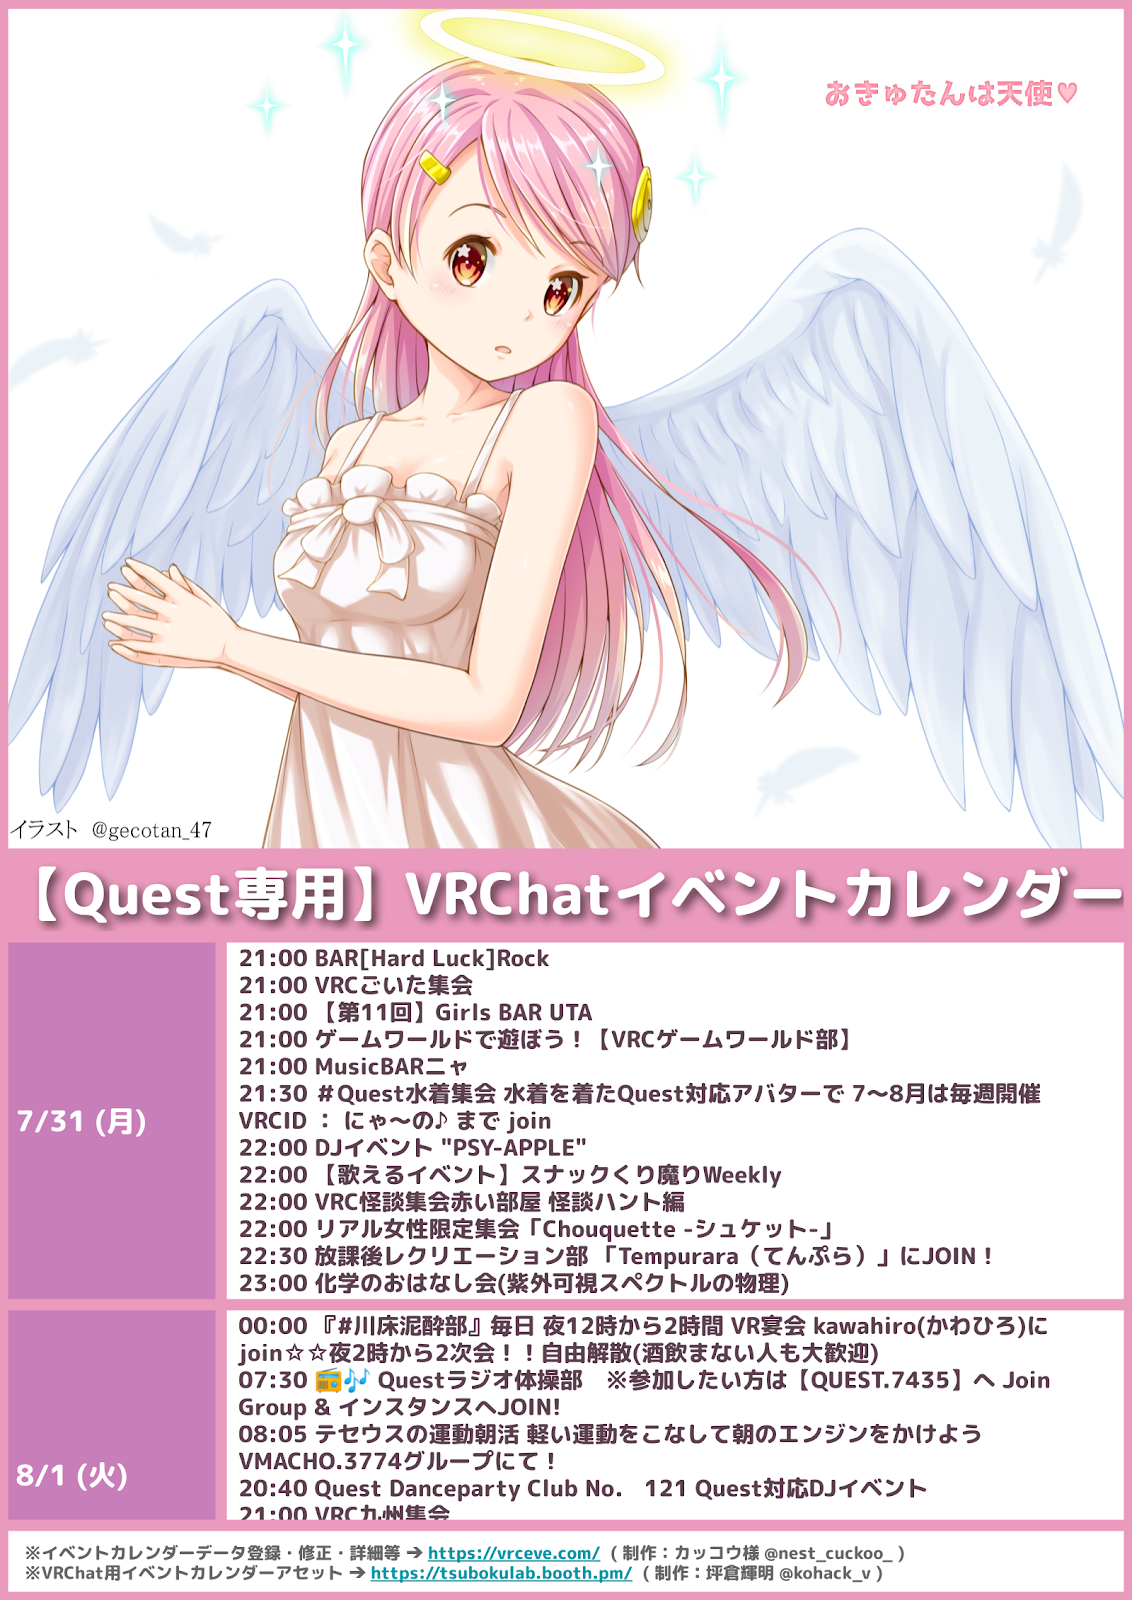 おきゅたんは天使♥
イラスト @gecotan_47
【Quest専用】VRChatイベントカレンダー
7/31 (月)
21:00 BAR[Hard Luck]Rock
21:00 VRCごいた集会
21:00 【第11回】Girls BAR UTA
21:00 ゲームワールドで遊ぼう！【VRCゲームワールド部】
21:00 MusicBARニャ
21:30 ＃Quest水着集会 水着を着たQuest対応アバターで 7～8月は毎週開催
VRCID ： にゃ～の♪ まで join
22:00 DJイベント "PSY-APPLE"
22:00 【歌えるイベント】スナックくり魔りWeekly
22:00 VRC怪談集会赤い部屋 怪談ハント編
22:00 リアル女性限定集会「Chouquette -シュケット-」
22:30 放課後レクリエーション部 「Tempurara（てんぷら）」にJOIN！
23:00 化学のおはなし会(紫外可視スペクトルの物理)
8/1 (火)
00:00 『#川床泥酔部』毎日 夜12時から2時間 VR宴会 kawahiro(かわひろ)に
join☆☆夜2時から2次会！！自由解散(酒飲まない人も大歓迎)
07:30 📻🎶 Questラジオ体操部　※参加したい方は【QUEST.7435】へ Join
Group & インスタンスへJOIN!
08:05 テセウスの運動朝活 軽い運動をこなして朝のエンジンをかけよう
VMACHO.3774グループにて！
20:40 Quest Danceparty Club No.　121 Quest対応DJイベント
21:00 VRC九州集会
※イベントカレンダーデータ登録・修正・詳細等 ➔ https://vrceve.com/ （ 制作：カッコウ様 @nest_cuckoo_ ）
※VRChat用イベントカレンダーアセット ➔ https://tsubokulab.booth.pm/ （ 制作：坪倉輝明 @kohack_v ）